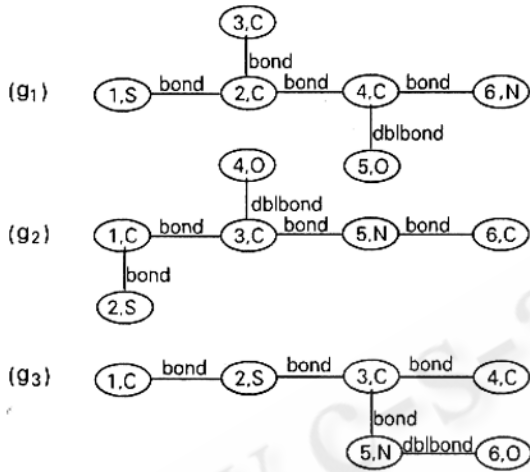 3,C
bond
(g₁) 1,S bond 2,C bond 4,C bond 6,N
dblbond
5,O
4,O
dblbond
(g₂) 1,C bond 3,C bond 5,N bond 6,C
bond
2,S
(g₃) 1,C bond 2,S bond 3,C bond 4,C
bond
5,N dblbond 6,O